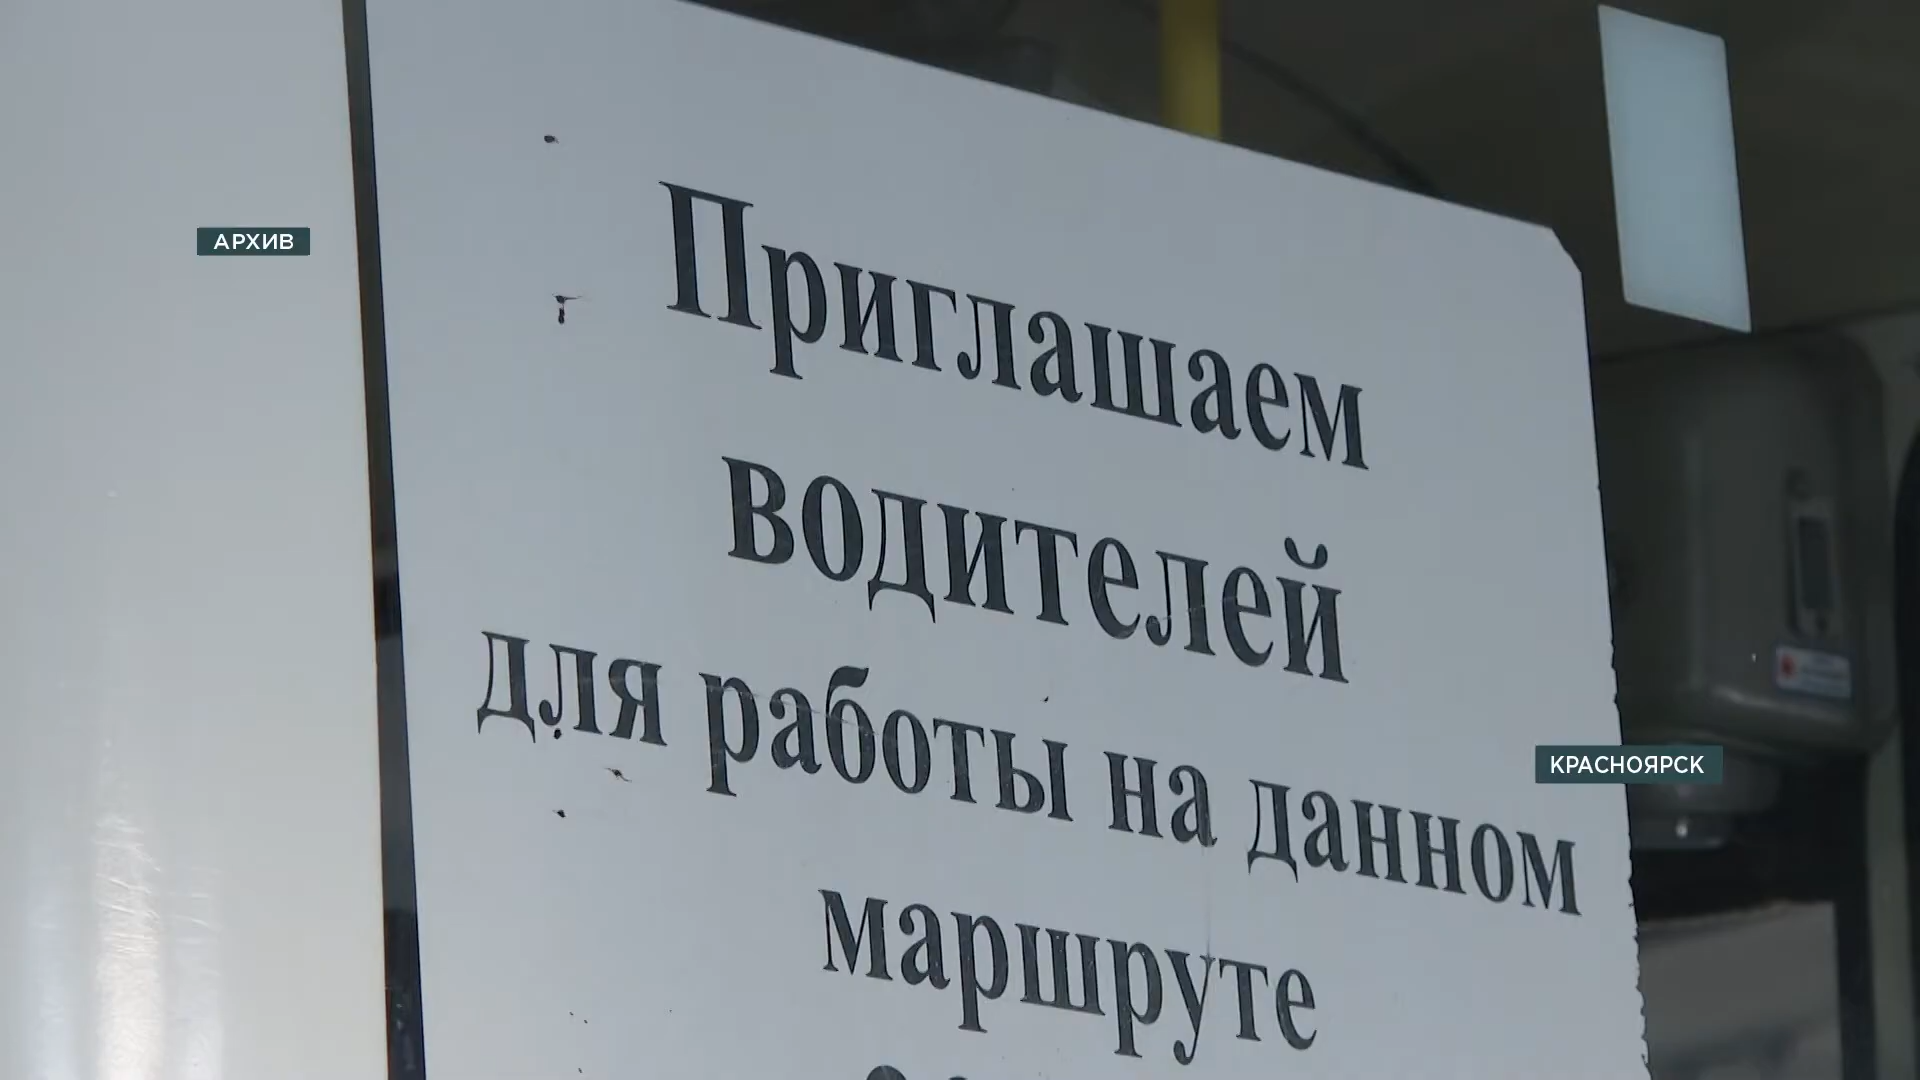 АРХИВ
Приглашаем
водителей
для работы на данном
КРАСНОЯРСК
маршруте